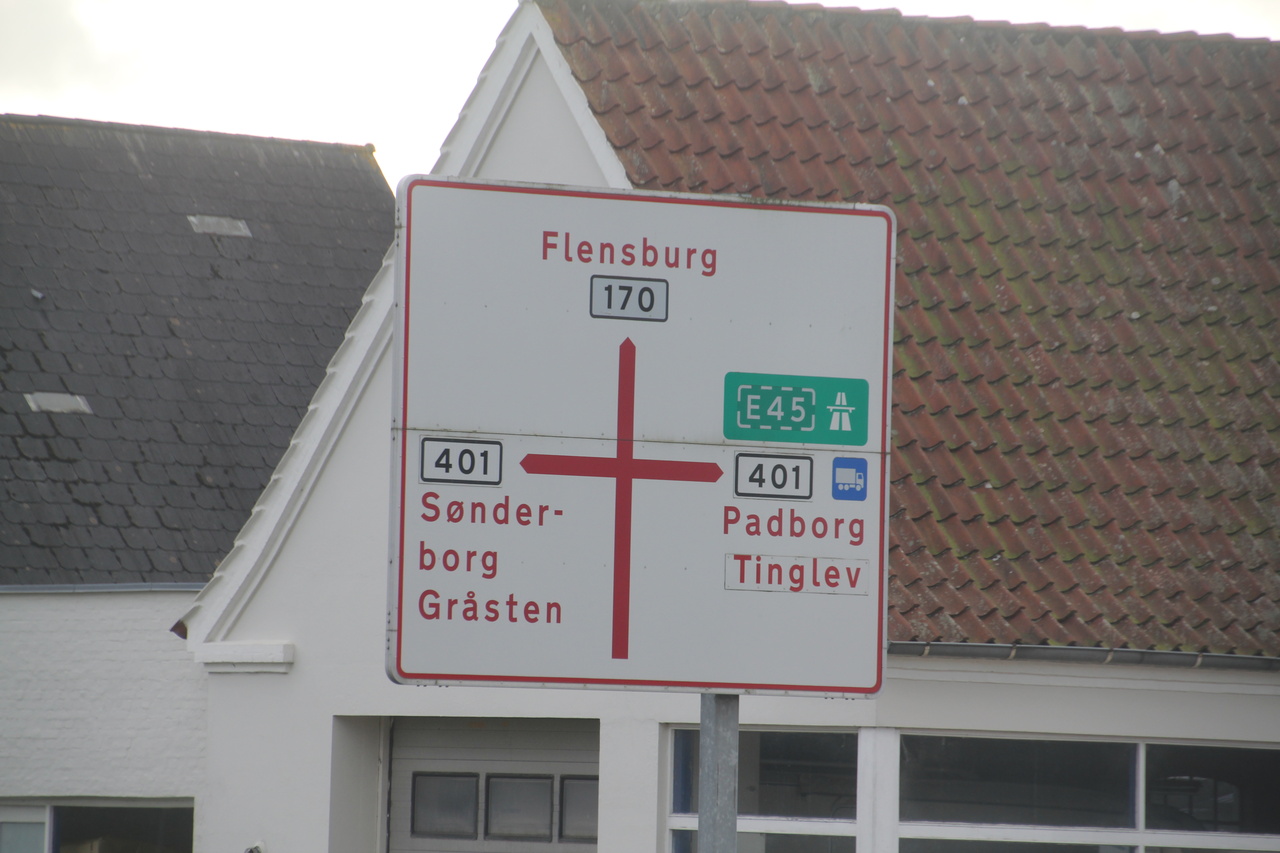 Flensburg
170
E45
401
Sønder-
borg
Gråsten
401
Padborg
Tinglev